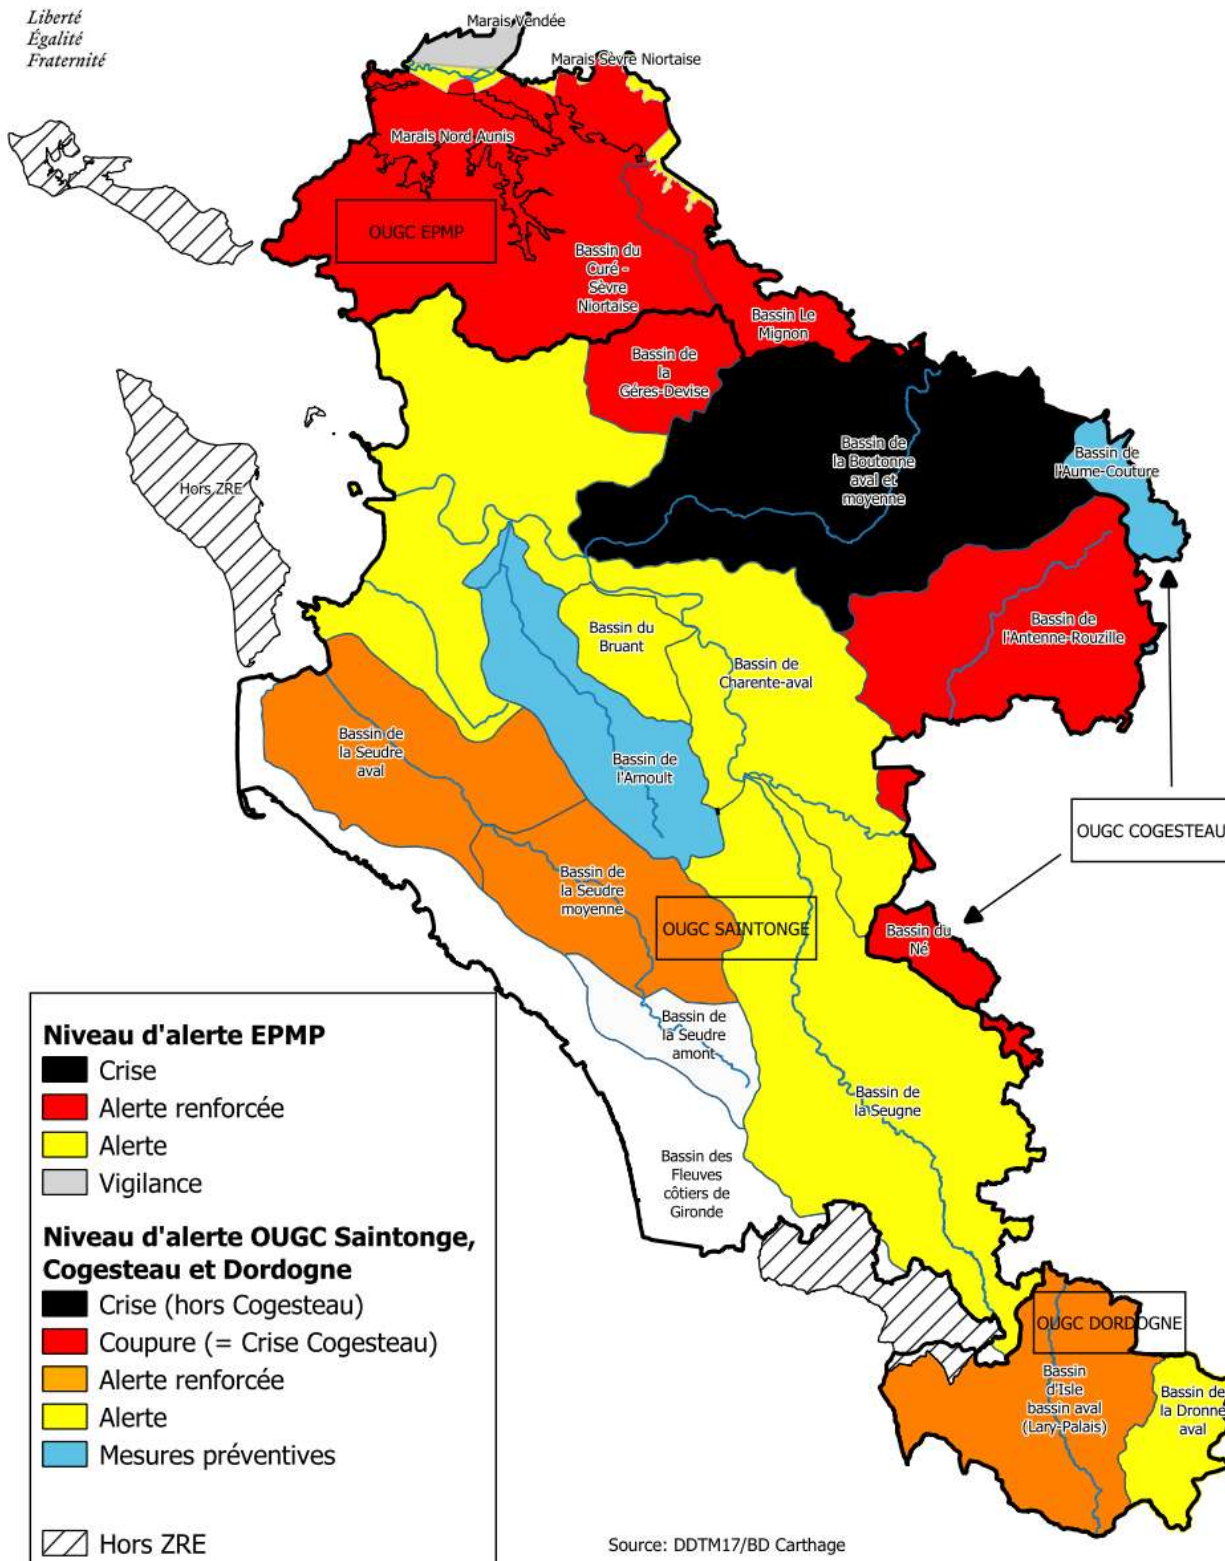 Liberté
Égalité
Fraternité
Marais Vendée
Marais Sèvre Niortaise
Marais Nord Aunis
OUGC EPMP
Bassin du
Curé -
Sèvre
Niortaise
Bassin Le
Mignon
Bassin de
la
Géres-Devise
Bassin de
la Boutonne
aval et
moyenne
Bassin de
l'Aume-Couture
Hors ZRE
Bassin de
l'Antenne-Rouzille
Bassin du
Bruant
Bassin de
Charente-aval
Bassin de
la Seudre
aval
Bassin de
l'Arnoult
OUGC COGESTEAU
Bassin de
la Seudre
moyenne
OUGC SAINTONGE
Bassin du
Né
Bassin de
la Seudre
amont
Bassin de
la Seugne
Bassin des
Fleuves
côtiers de
Gironde
OUGC DORDOGNE
Bassin
d'Isle
bassin aval
(Lary-Palais)
Bassin de
la Dronne
aval
Niveau d'alerte EPMP
Crise
Alerte renforcée
Alerte
Vigilance
Niveau d'alerte OUGC Saintonge,
Cogesteau et Dordogne
Crise (hors Cogesteau)
Coupure (= Crise Cogesteau)
Alerte renforcée
Alerte
Mesures préventives
Hors ZRE
Source: DDTM17/BD Carthage